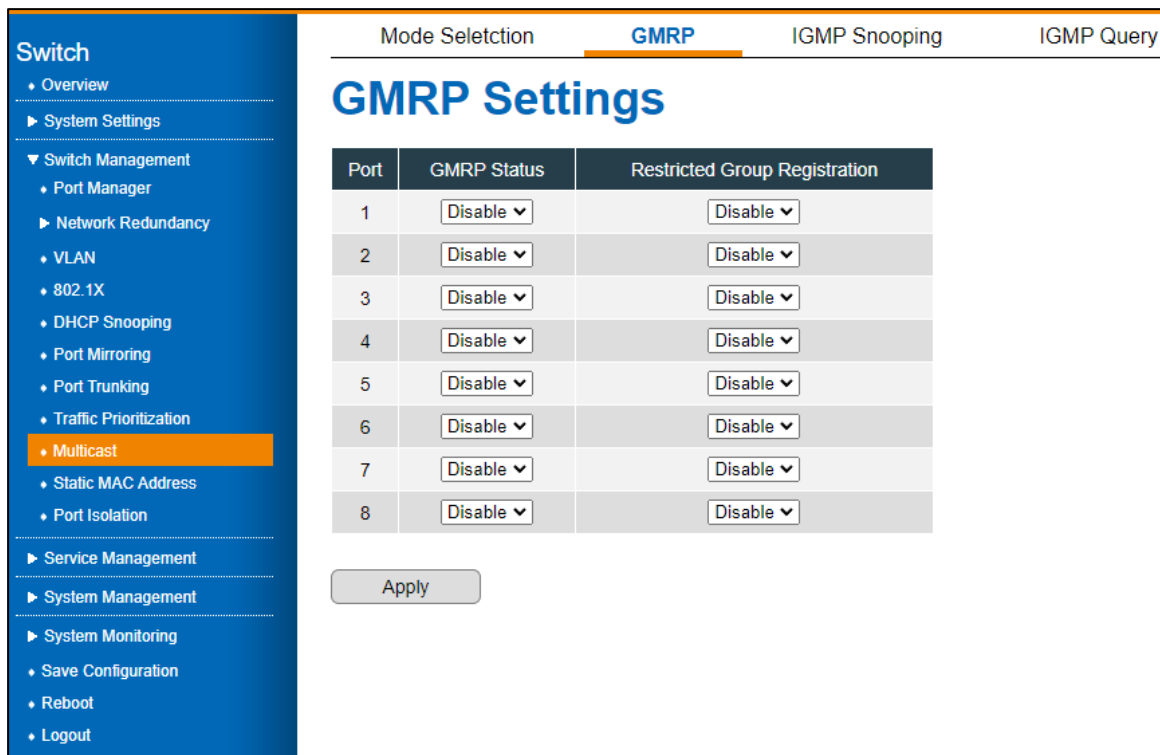 Switch
Overview
System Settings
Switch Management
Port Manager
Network Redundancy
VLAN
802.1X
DHCP Snooping
Port Mirroring
Port Trunking
Traffic Prioritization
Multicast
Static MAC Address
Port Isolation
Service Management
System Management
System Monitoring
Save Configuration
Reboot
Logout
Mode Seletction GMRP IGMP Snooping IGMP Query
GMRP Settings
Port GMRP Status Restricted Group Registration
1 Disable Disable
2 Disable Disable
3 Disable Disable
4 Disable Disable
5 Disable Disable
6 Disable Disable
7 Disable Disable
8 Disable Disable
Apply